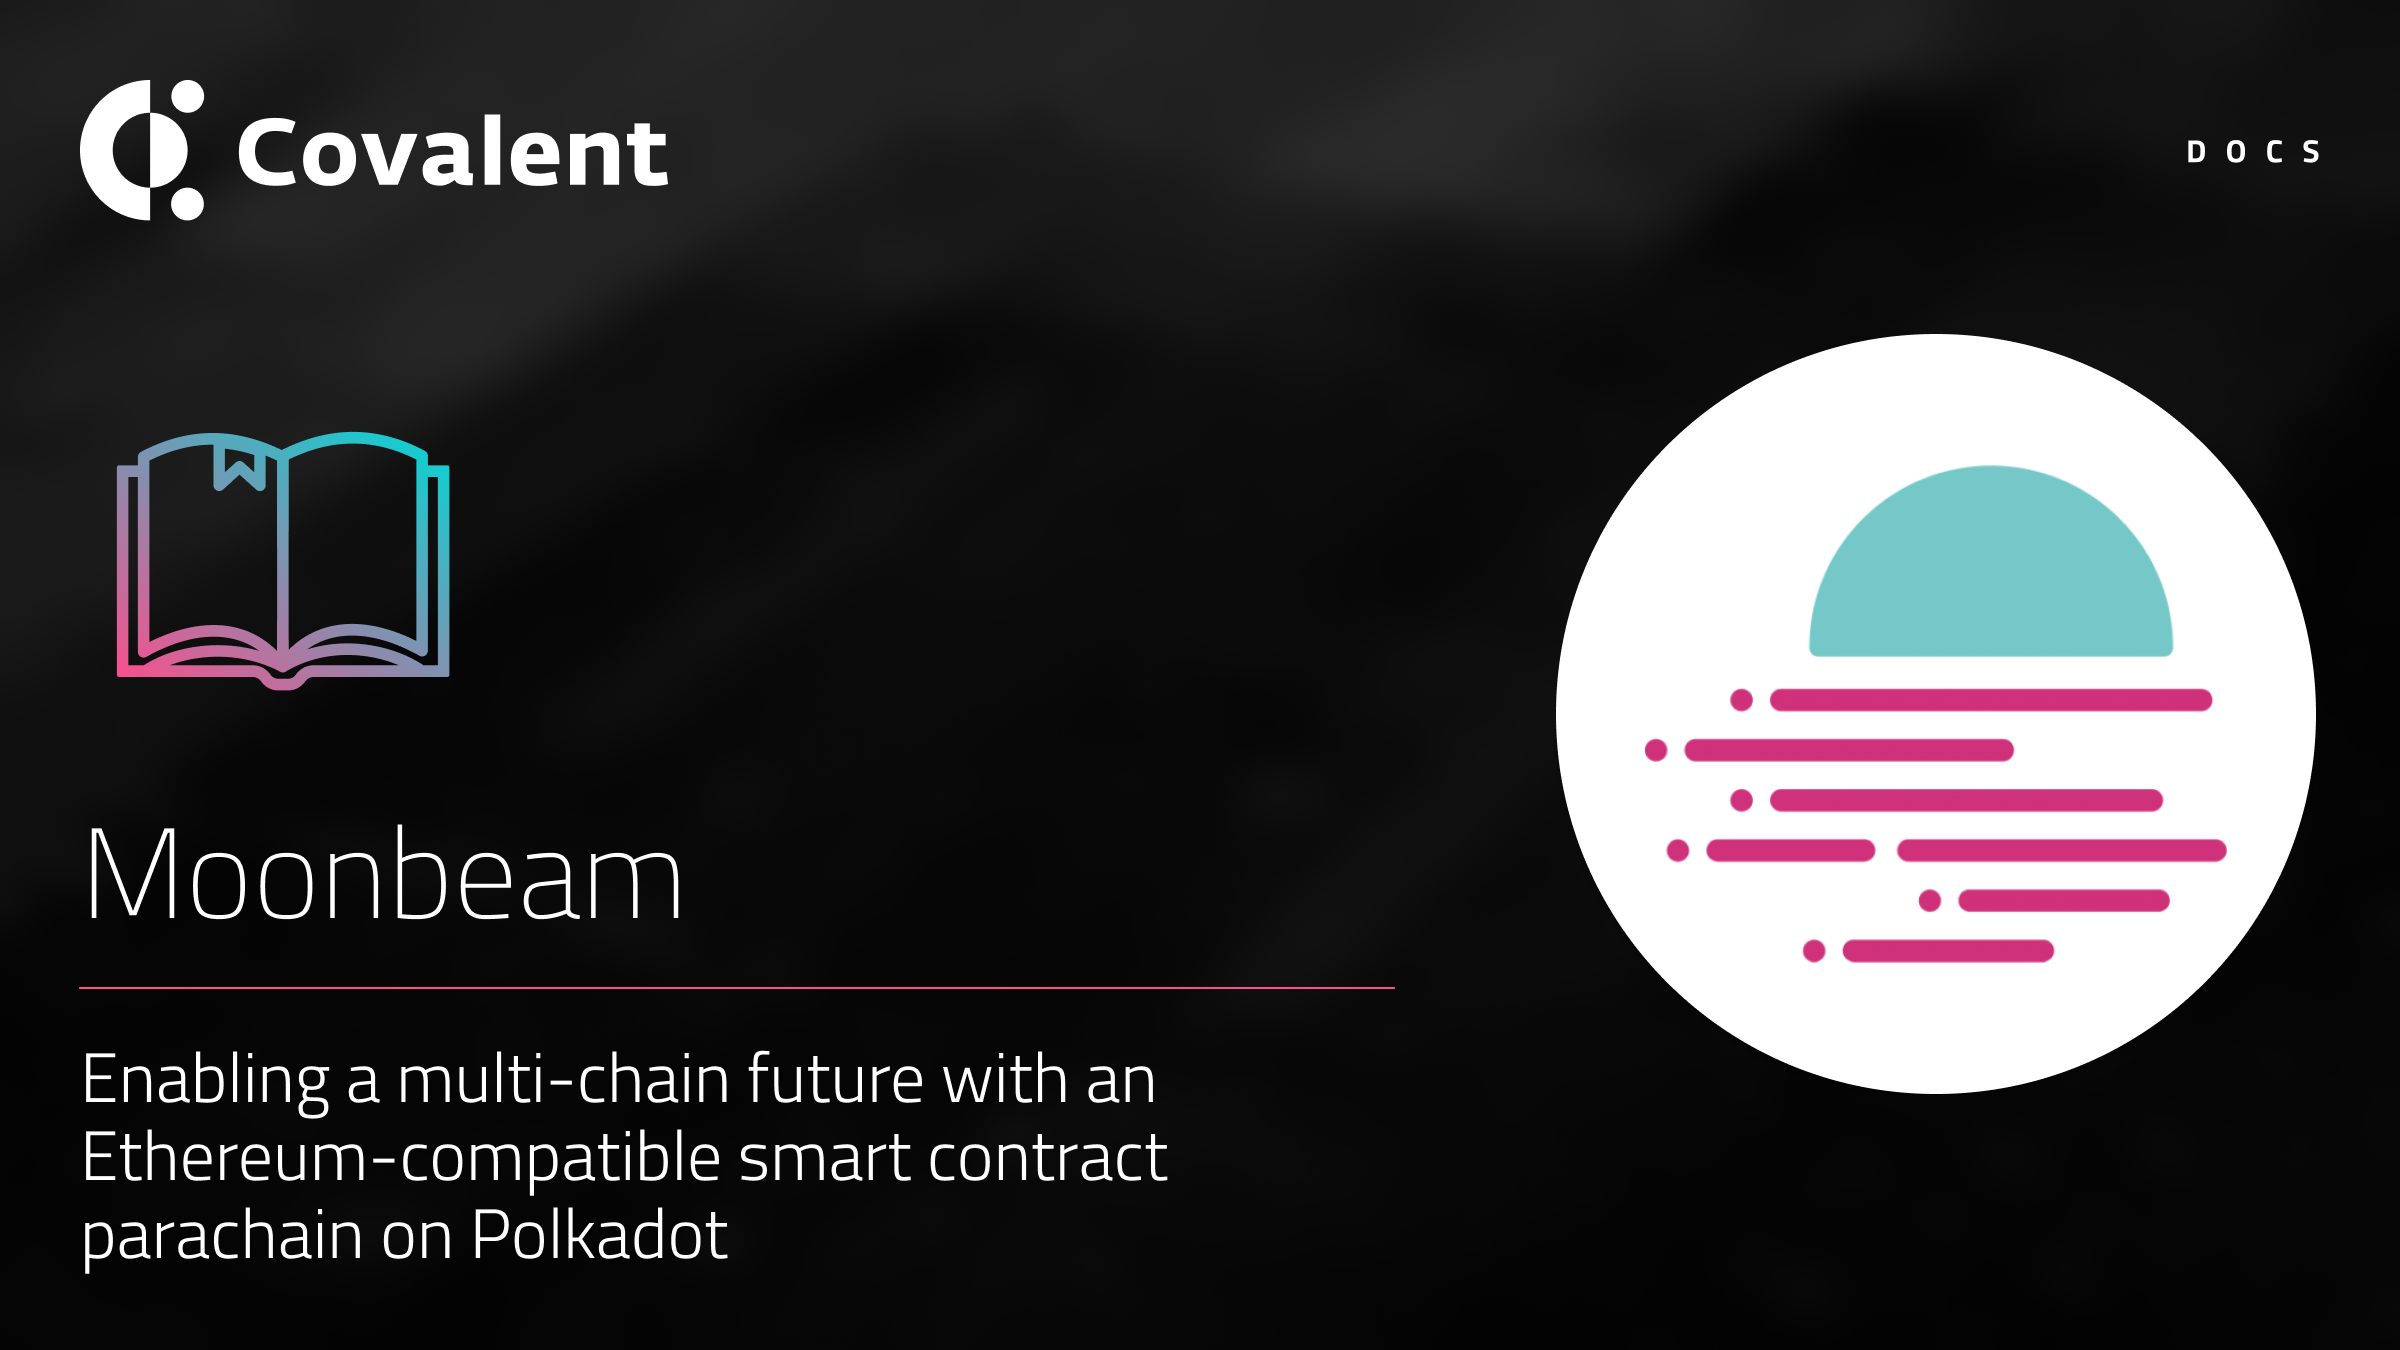 Covalent
DOCS
Moonbeam
Enabling a multi-chain future with an
Ethereum-compatible smart contract
parachain on Polkadot